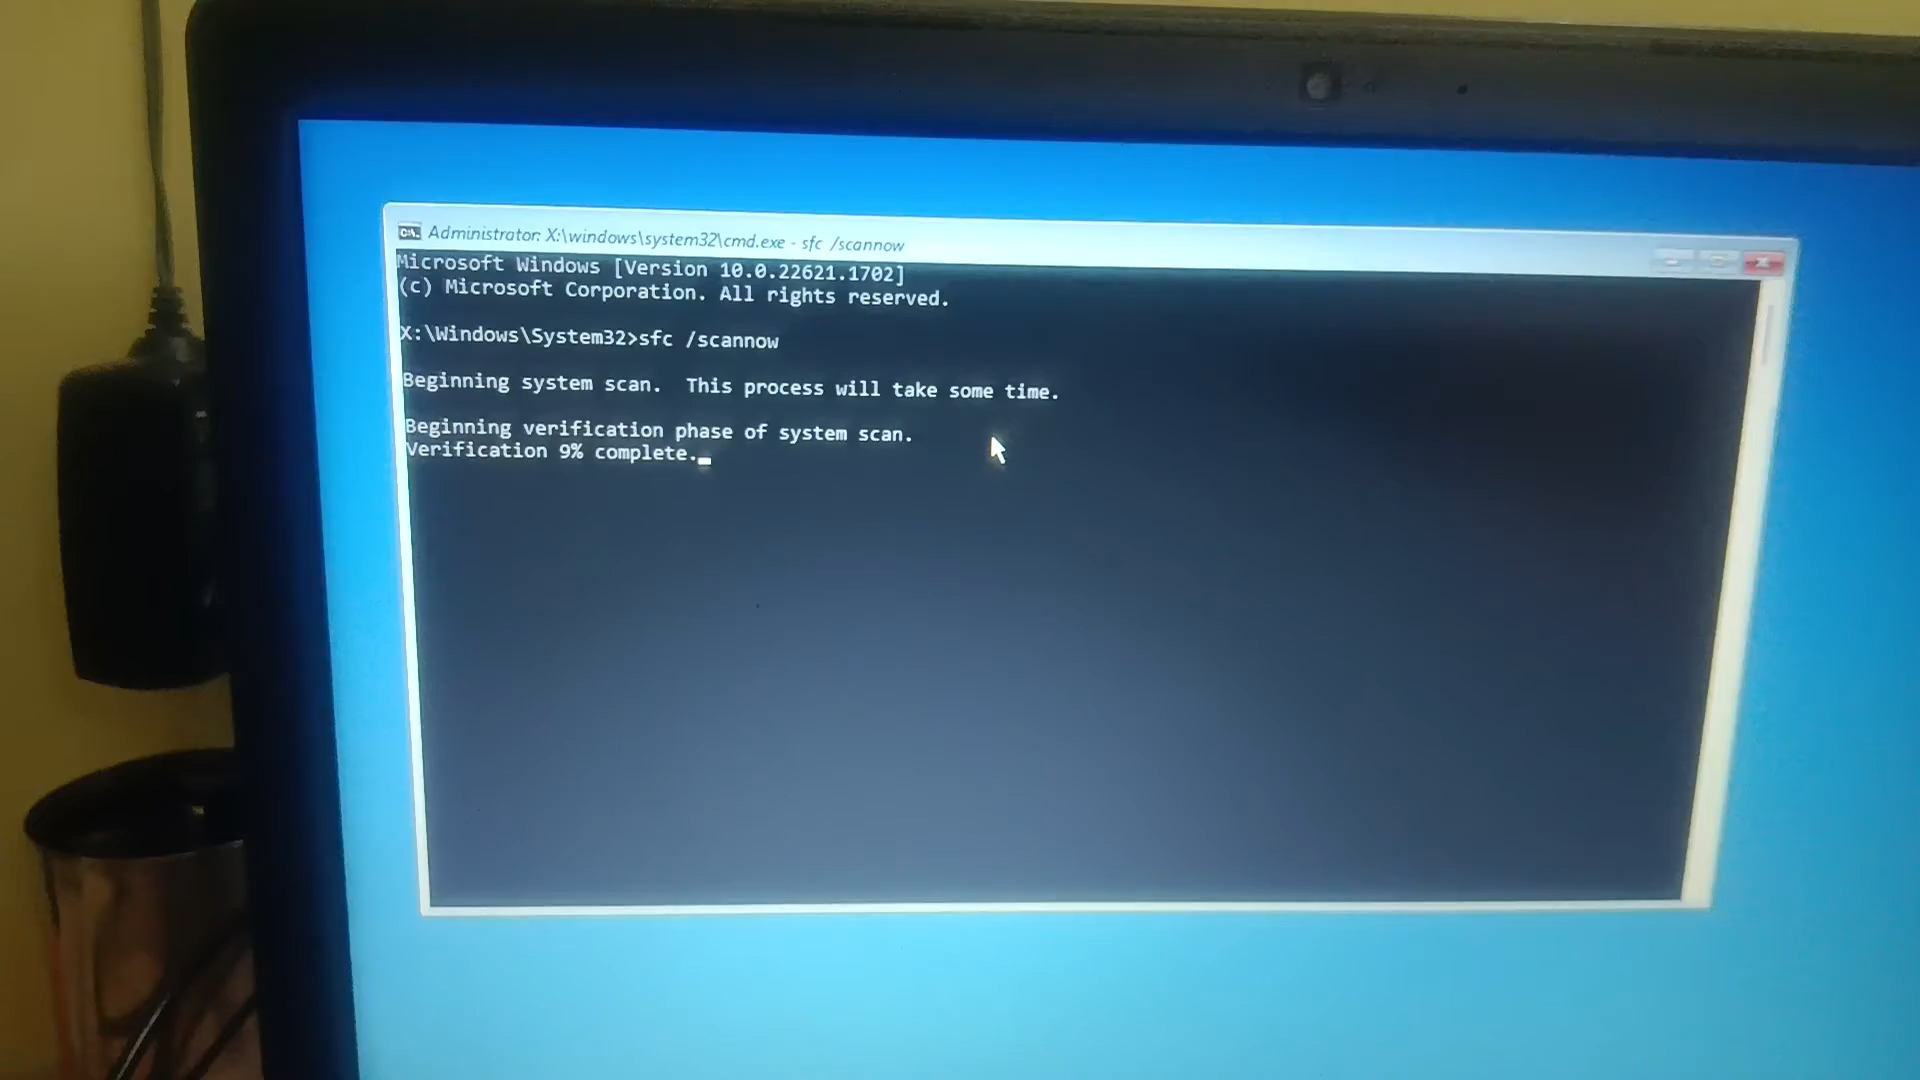 Administrator: X:\windows\system32\cmd.exe - sfc /scannow
Microsoft Windows [Version 10.0.22621.1702]
(c) Microsoft Corporation. All rights reserved.
X:\Windows\System32>sfc /scannow
Beginning system scan.  This process will take some time.
Beginning verification phase of system scan.
Verification 9% complete.